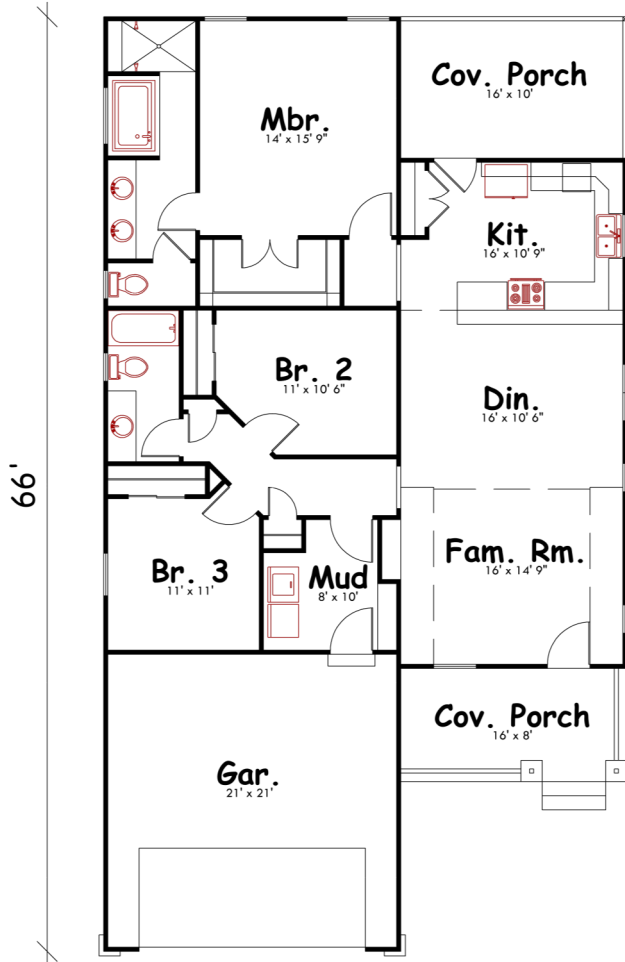 Mbr.
14' x 15' 9"
Cov. Porch
16' x 10'
Kit.
16' x 10' 9"
Br. 2
11' x 10' 6"
Din.
16' x 10' 6"
66'
Br. 3
11' x 11'
Mud
8' x 10'
Fam. Rm.
16' x 14' 9"
Cov. Porch
16' x 8'
Gar.
21' x 21'